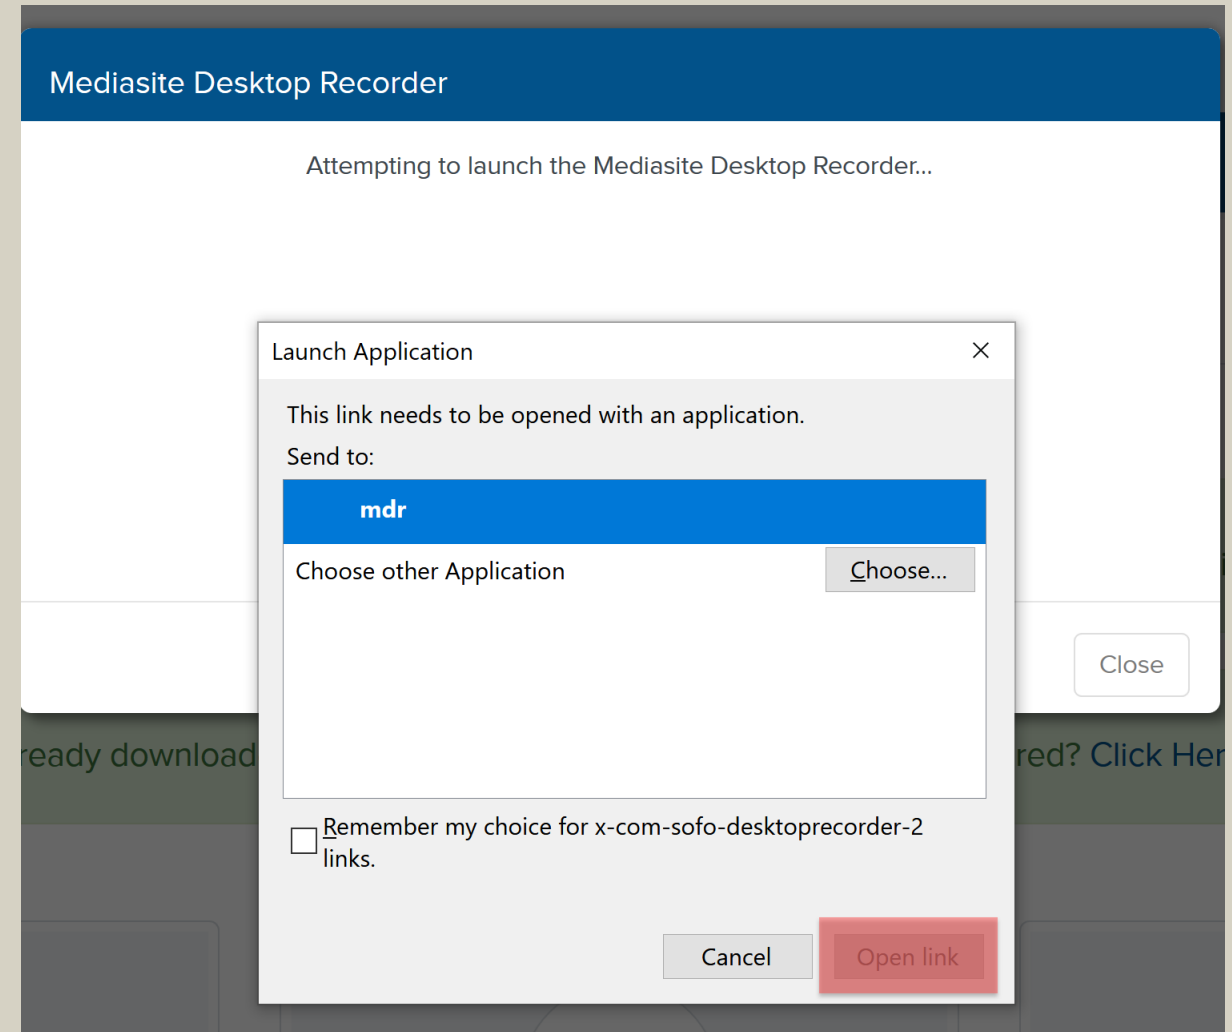 Mediasite Desktop Recorder
Attempting to launch the Mediasite Desktop Recorder...
Launch Application
This link needs to be opened with an application.
Send to:
mdr
Choose other Application
Choose...
Close
download
red? Click
Remember my choice for x-com-sofo-desktoprecorder-2
links.
Cancel
Open link